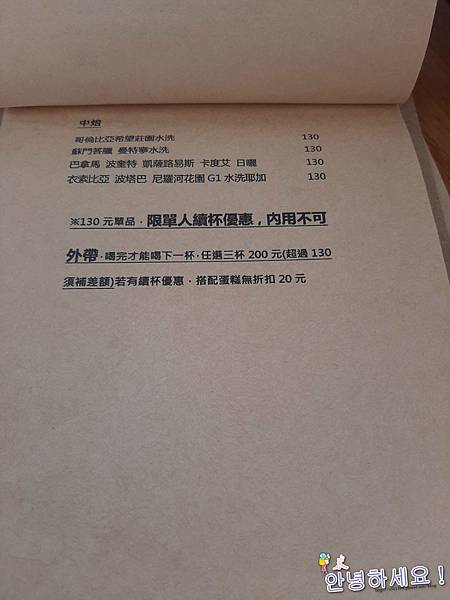 中焙
哥倫比亞希望莊園水洗 130
蘇門答臘 曼特寧水洗 130
巴拿馬 波奎特 凱薩路易斯 卡度艾 日曬 130
衣索比亞 波塔巴 尼羅河花園 G1 水洗耶加 130
※130 元單品．限單人續杯優惠，內用不可
外帶．喝完才能喝下一杯．任選三杯 200 元(超過 130
須補差額)若有續杯優惠．搭配蛋糕無折扣 20 元
안녕하세요!